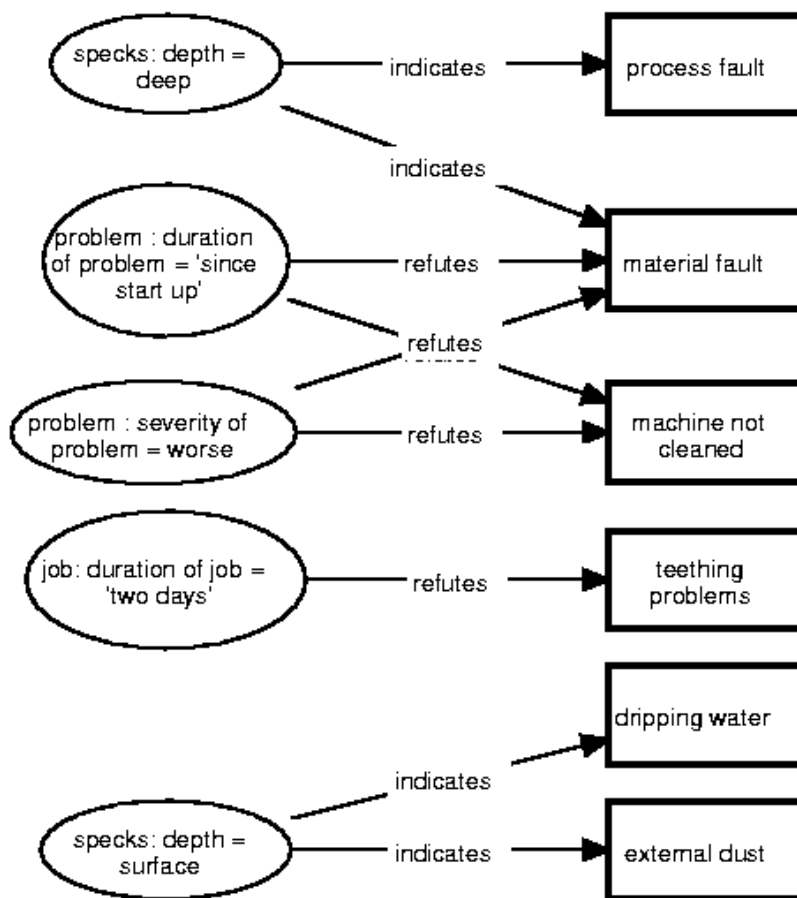 specks: depth =
deep
indicates
process fault
indicates
problem : duration
of problem = 'since
start up'
refutes
material fault
refutes
problem : severity of
problem = worse
refutes
machine not
cleaned
job: duration of job =
'two days'
refutes
teething
problems
dripping water
indicates
specks: depth =
surface
indicates
external dust